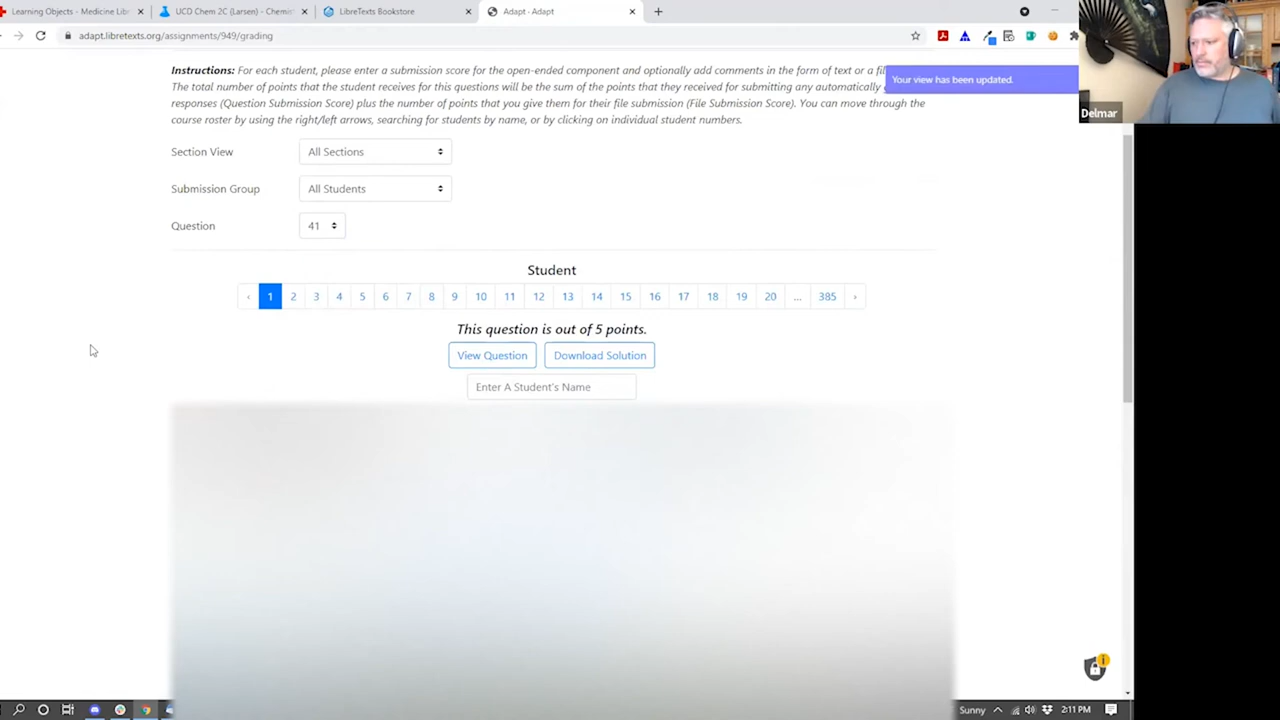 Learning Objects - Medicine Libr
UCD Chem 2C (Larsen) - Chemist
LibreTexts Bookstore
Adapt - Adapt
adapt.libretexts.org/assignments/949/grading
Instructions: For each student, please enter a submission score for the open-ended component and optionally add comments in the form of text or a fil
The total number of points that the student receives for this questions will be the sum of the points that they received for submitting any automatically g
responses (Question Submission Score) plus the number of points that you give them for their file submission (File Submission Score). You can move through the
course roster by using the right/left arrows, searching for students by name, or by clicking on individual student numbers.
Your view has been updated.
Delmar
Section View All Sections
Submission Group All Students
Question 41
Student
‹ 1 2 3 4 5 6 7 8 9 10 11 12 13 14 15 16 17 18 19 20 ... 385 ›
This question is out of 5 points.
View Question Download Solution
Enter A Student's Name
Sunny 2:11 PM